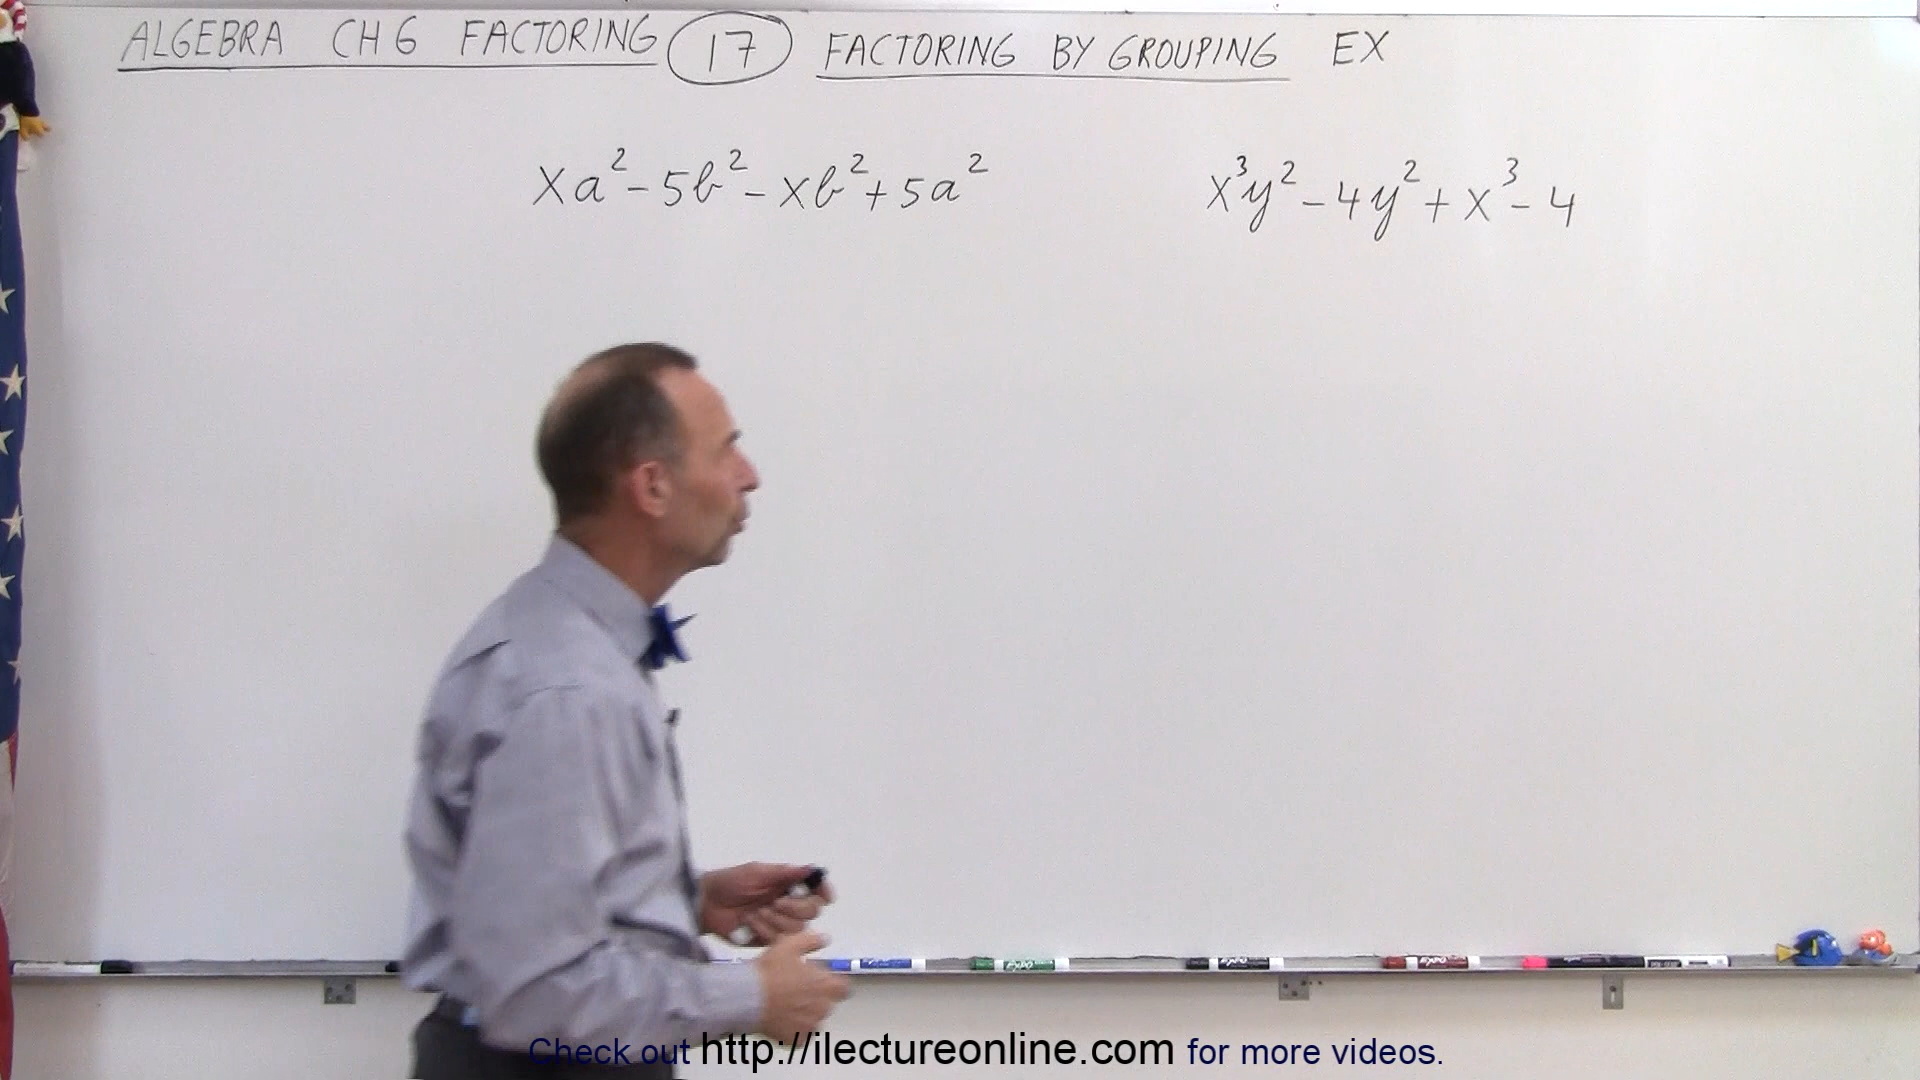 ALGEBRA CH 6 FACTORING 17 FACTORING BY GROUPING EX
xa² - 5b² - xb² + 5a²
x³y² - 4y² + x³ - 4
Check out http://ilectureonline.com for more videos.